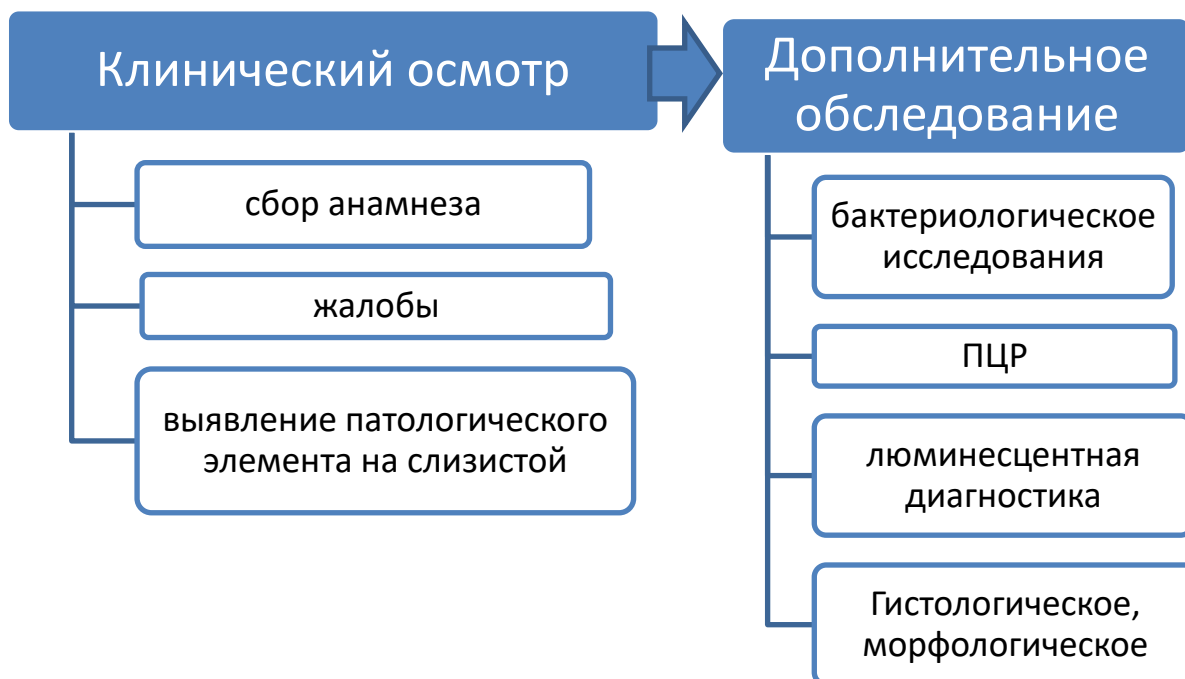 Клинический осмотр
сбор анамнеза
жалобы
выявление патологического
элемента на слизистой
Дополнительное
обследование
бактериологическое
исследования
ПЦР
люминесцентная
диагностика
Гистологическое,
морфологическое